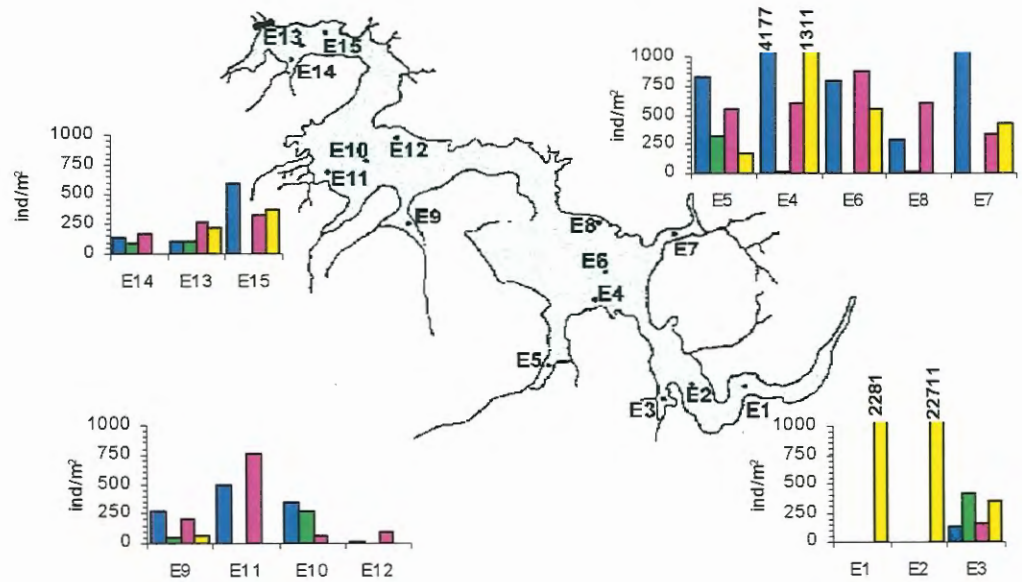 4177
1311
1000
750
500
250
0
ind/m²
E5 E4 E6 E8 E7
E13
E15
E14
E10
E12
E11
E9
E8
E7
E6
E4
E5
E3
E2
E1
1000
750
500
250
0
ind/m²
E14 E13 E15
1000
750
500
250
0
ind/m²
E9 E11 E10 E12
2281
22711
1000
750
500
250
0
ind/m²
E1 E2 E3